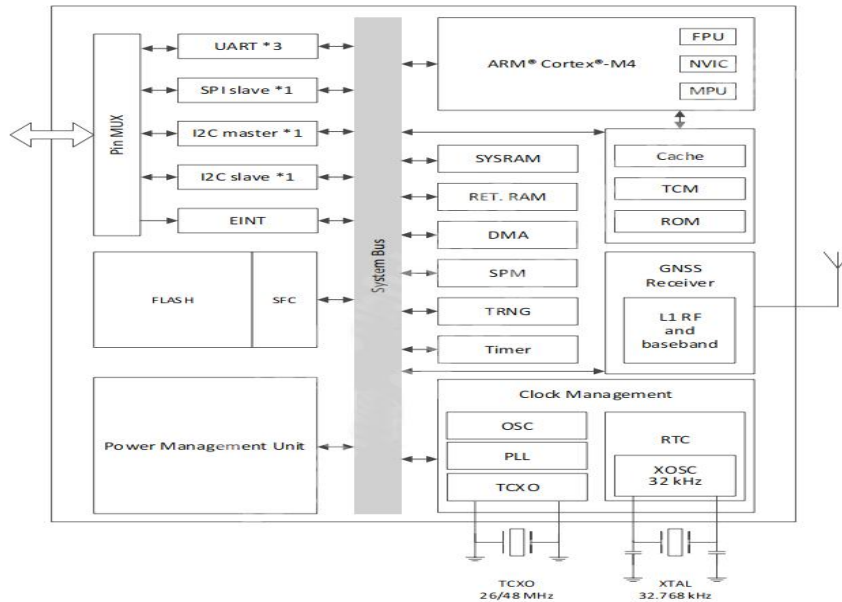 UART *3
SPI slave *1
I2C master *1
I2C slave *1
EINT
Pin MUX
FLASH
SFC
Power Management Unit
System Bus
ARM® Cortex®-M4
FPU
NVIC
MPU
SYSRAM
RET. RAM
DMA
SPM
TRNG
Timer
Cache
TCM
ROM
GNSS
Receiver
L1 RF
and
baseband
Clock Management
OSC
PLL
TCXO
RTC
XOSC
32 kHz
TCXO
26/48 MHz
XTAL
32.768 kHz